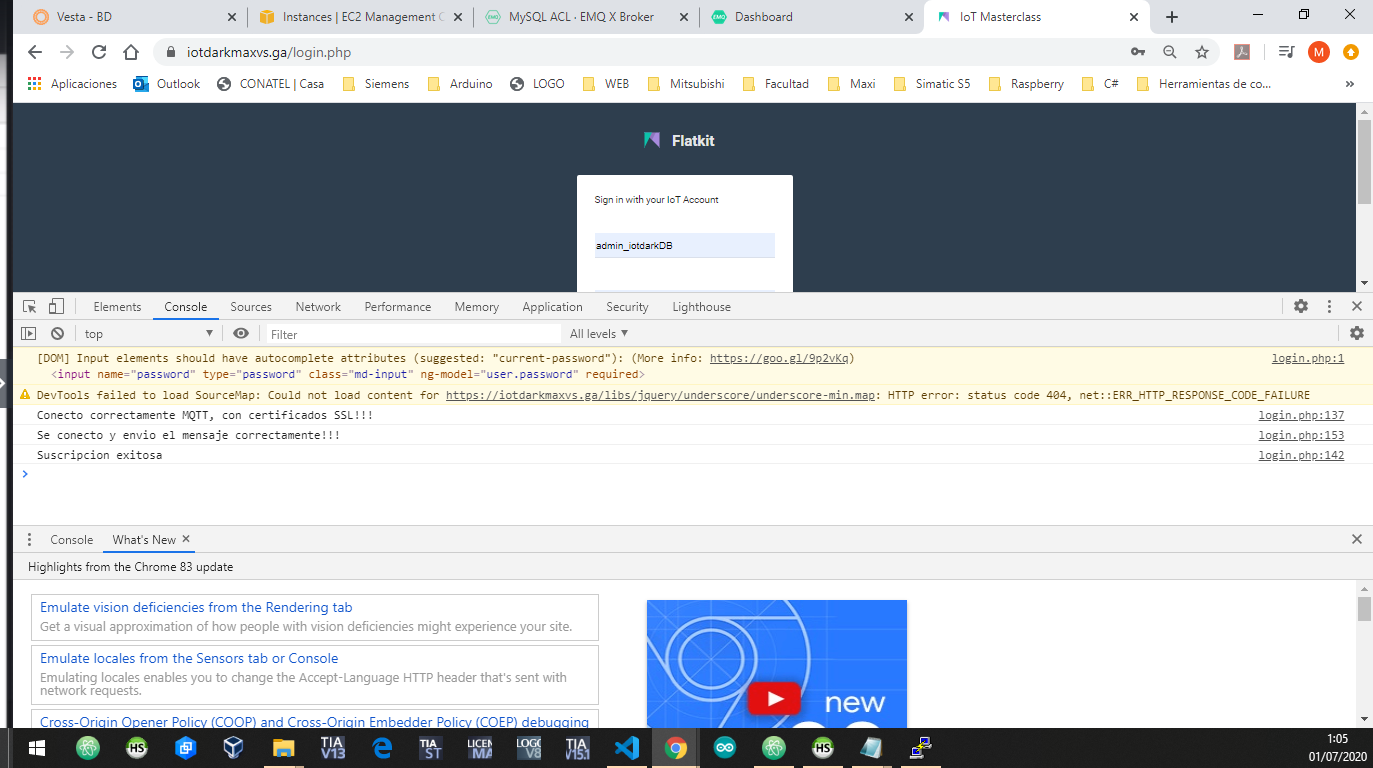 Vesta - BD
Instances | EC2 Management C
MySQL ACL · EMQ X Broker
EMQ
Dashboard
IoT Masterclass
iotdarkmaxvs.ga/login.php
M
Aplicaciones
Outlook
CONATEL | Casa
Siemens
Arduino
LOGO
WEB
Mitsubishi
Facultad
Maxi
Simatic S5
Raspberry
C#
Herramientas de co...
»
Flatkit
Sign in with your IoT Account
admin_iotdarkDB
Elements Console Sources Network Performance Memory Application Security Lighthouse
top Filter All levels
[DOM] Input elements should have autocomplete attributes (suggested: "current-password"): (More info: https://goo.gl/9p2vKq) login.php:1
<input name="password" type="password" class="md-input" ng-model="user.password" required>
DevTools failed to load SourceMap: Could not load content for https://iotdarkmaxvs.ga/libs/jquery/underscore/underscore-min.map: HTTP error: status code 404, net::ERR_HTTP_RESPONSE_CODE_FAILURE
Conecto correctamente MQTT, con certificados SSL!!! login.php:137
Se conecto y envio el mensaje correctamente!!! login.php:153
Suscripcion exitosa login.php:142
Console What's New
Highlights from the Chrome 83 update
Emulate vision deficiencies from the Rendering tab
Get a visual approximation of how people with vision deficiencies might experience your site.
Emulate locales from the Sensors tab or Console
Emulating locales enables you to change the Accept-Language HTTP header that's sent with
network requests.
Cross-Origin Opener Policy (COOP) and Cross-Origin Embedder Policy (COEP) debugging
new
HS
TIA
V13
TIA
ST
LOGO
V8
TIA
V15.1
HS
1:05
01/07/2020